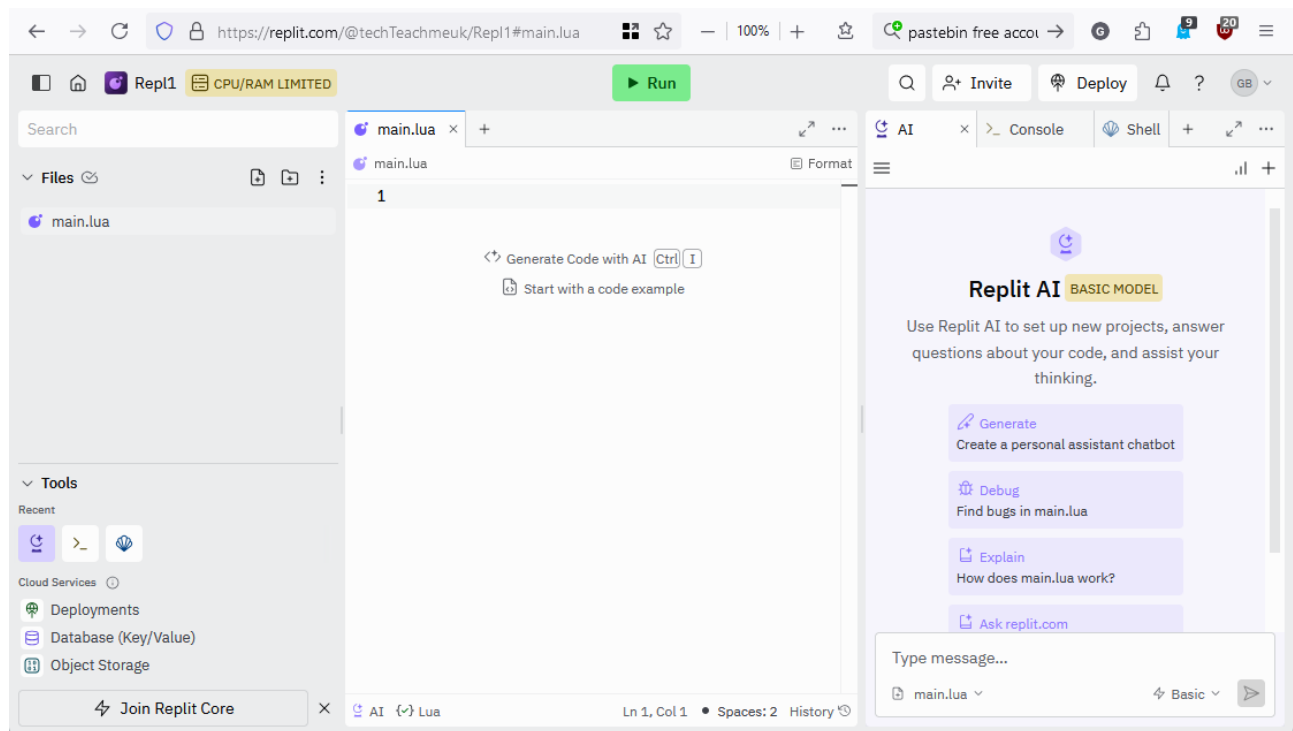 https://replit.com/@techTeachmeuk/Repl1#main.lua
100%
pastebin free accou
G
9
20
Repl1
CPU/RAM LIMITED
Run
Invite
Deploy
?
GB
Search
Files
main.lua
Tools
Recent
Cloud Services
Deployments
Database (Key/Value)
Object Storage
Join Replit Core
main.lua
main.lua
Format
1
Generate Code with AI Ctrl I
Start with a code example
AI
Lua
Ln 1, Col 1
Spaces: 2
History
AI
Console
Shell
Replit AI BASIC MODEL
Use Replit AI to set up new projects, answer
questions about your code, and assist your
thinking.
Generate
Create a personal assistant chatbot
Debug
Find bugs in main.lua
Explain
How does main.lua work?
Ask replit.com
Type message...
main.lua
Basic